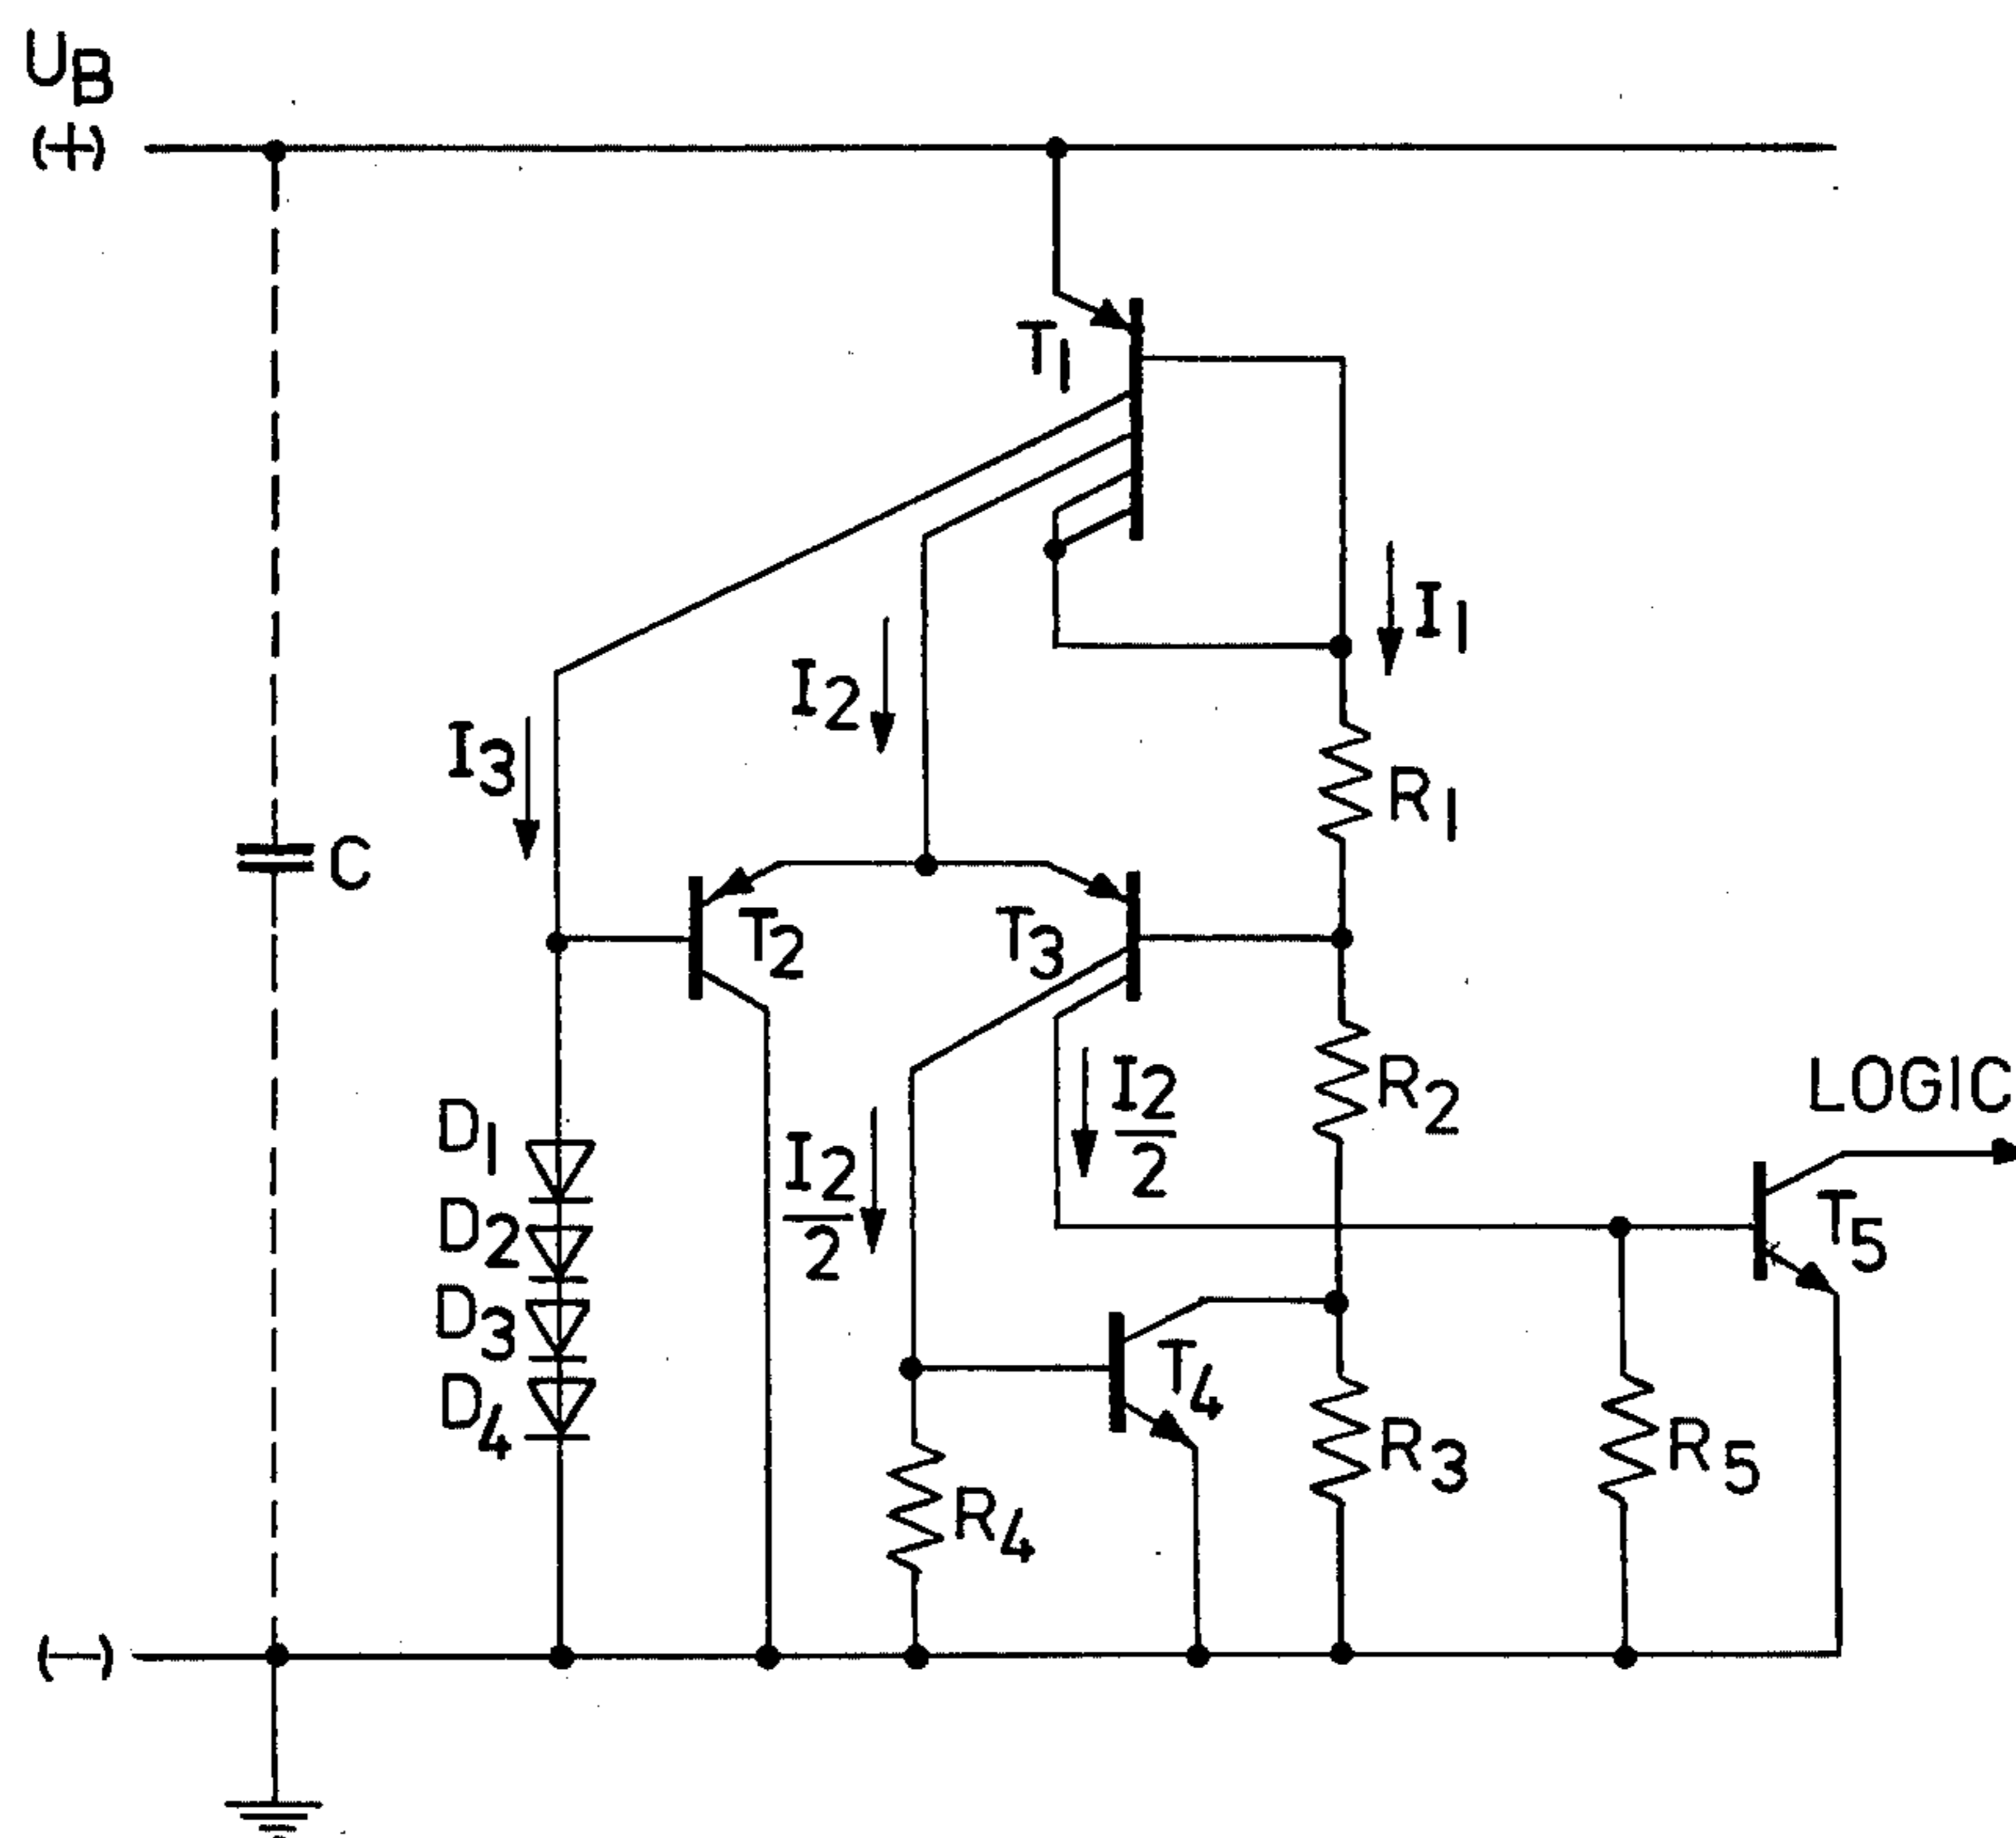 UB
(+)
T1
I1
I2
I3
R1
C
T2
T3
R2
LOGIC
D1
I2/2
I2/2
D2
T5
D3
T4
D4
R3
R5
R4
(-)